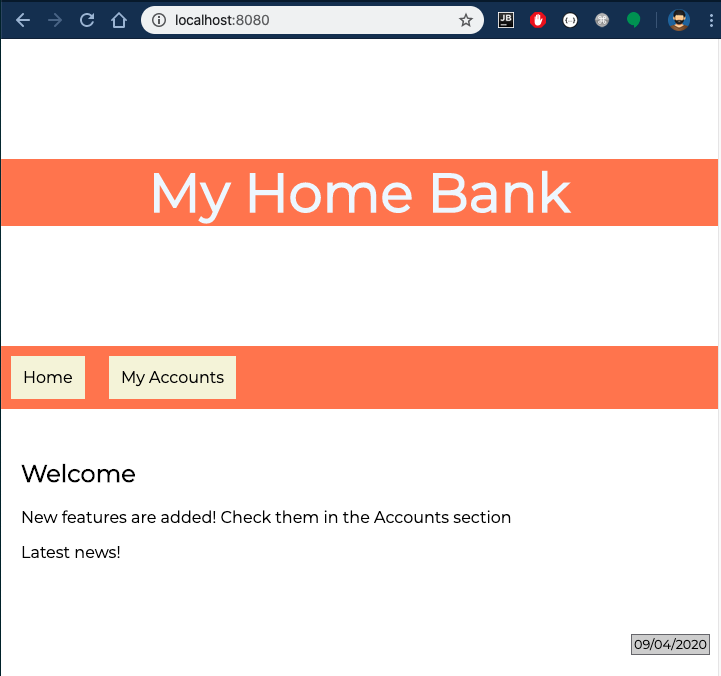 localhost:8080
JB
My Home Bank
Home
My Accounts
Welcome
New features are added! Check them in the Accounts section
Latest news!
09/04/2020